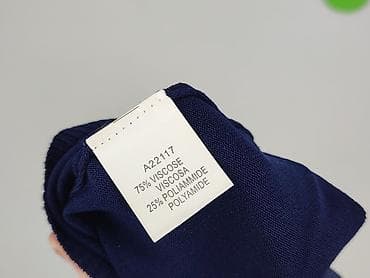 A22117
75% VISCOSE
VISCOSA
25% POLIAMMIDE
POLYAMIDE